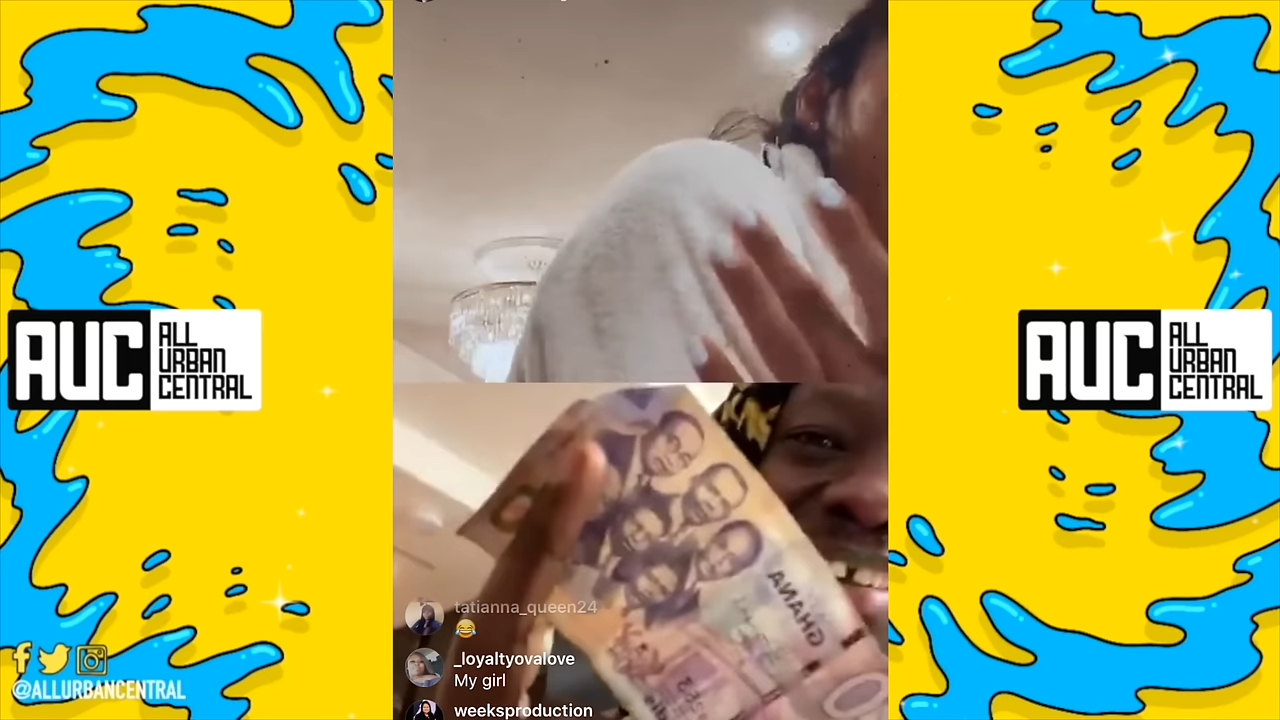 AUC ALL
URBAN
CENTRAL
AUC ALL
URBAN
CENTRAL
GHANA
tatianna_queen24
😂
_loyaltyovalove
My girl
weeksproduction
@ALLURBANCENTRAL